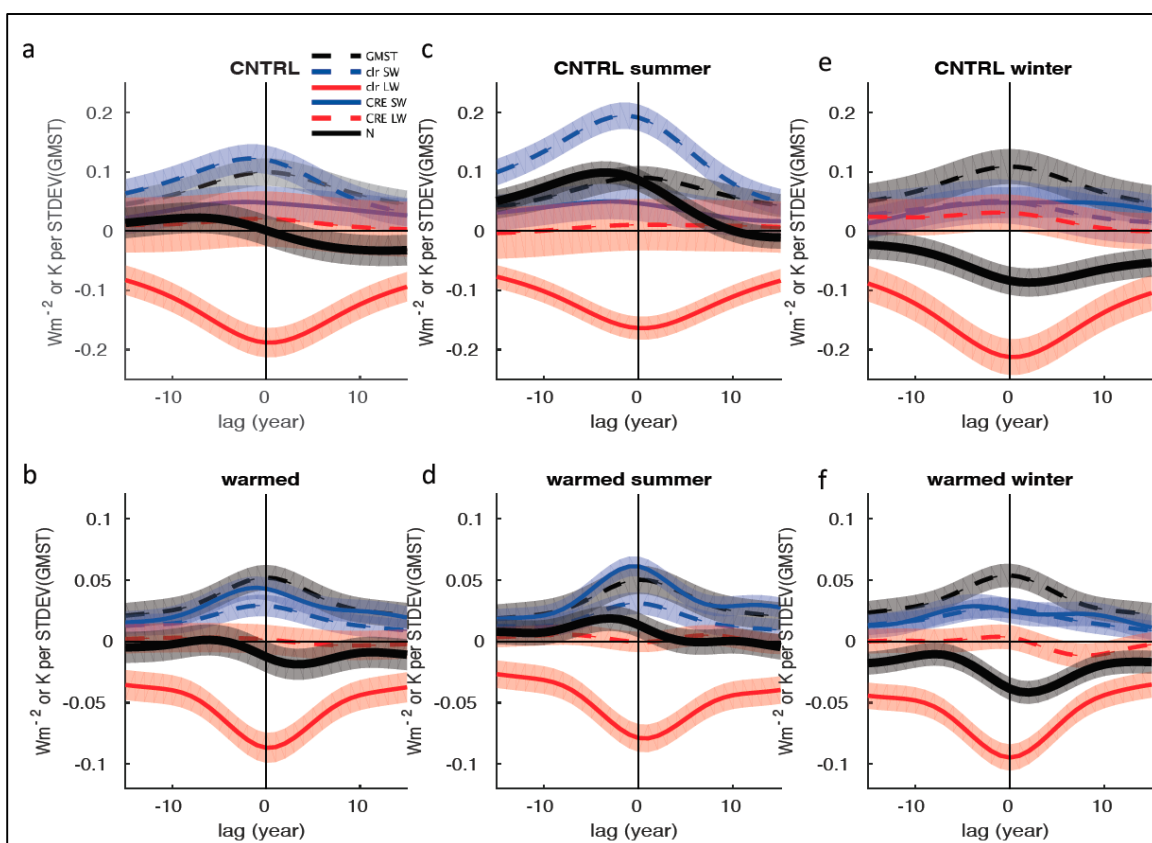 a
CNTRL
GMST
clr SW
clr LW
CRE SW
CRE LW
N
0.2
0.1
0
-0.1
-0.2
Wm⁻² or K per STDEV(GMST)
-10
0
10
lag (year)
c
CNTRL summer
0.2
0.1
0
-0.1
-0.2
Wm⁻² or K per STDEV(GMST)
-10
0
10
lag (year)
e
CNTRL winter
0.2
0.1
0
-0.1
-0.2
Wm⁻² or K per STDEV(GMST)
-10
0
10
lag (year)
b
warmed
0.1
0.05
0
-0.05
-0.1
Wm⁻² or K per STDEV(GMST)
-10
0
10
lag (year)
d
warmed summer
0.1
0.05
0
-0.05
-0.1
Wm⁻² or K per STDEV(GMST)
-10
0
10
lag (year)
f
warmed winter
0.1
0.05
0
-0.05
-0.1
Wm⁻² or K per STDEV(GMST)
-10
0
10
lag (year)